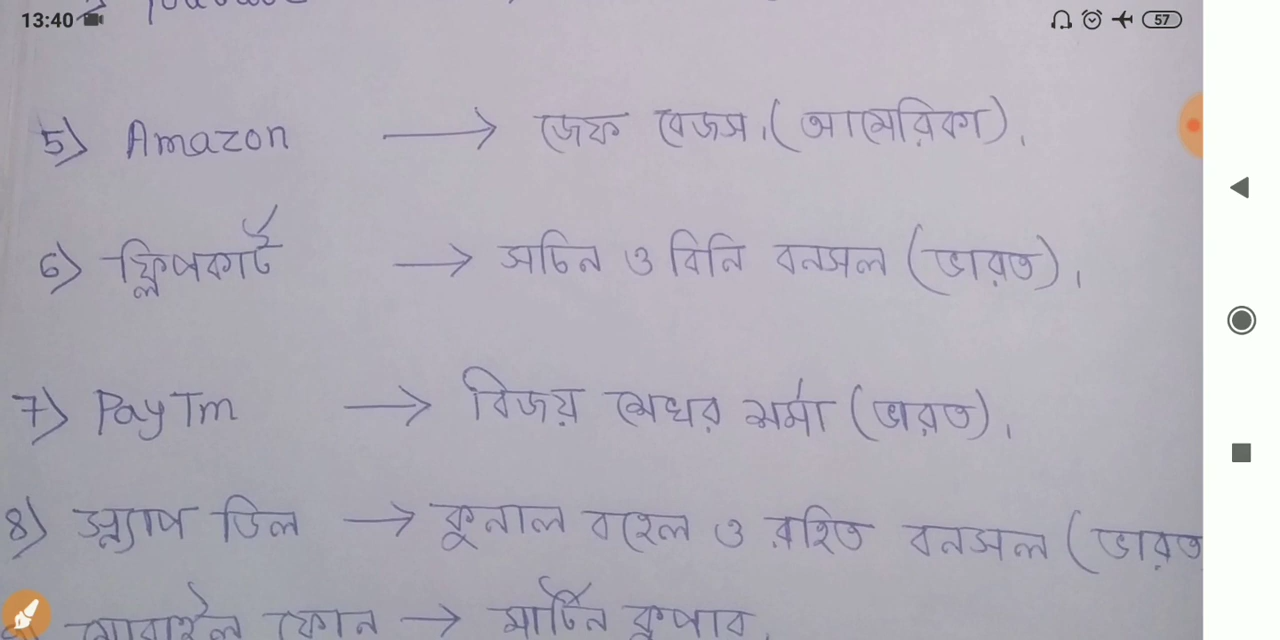 13:40
57
5) Amazon → জেফ বেজস। (আমেরিকা)।
6) ফ্লিপকার্ট → সচিন ও বিনি বনসল (ভারত)।
7) PayTm → বিজয় শেখর শর্মা (ভারত)।
8) স্ন্যাপ ডিল → কুনাল বহেল ও রহিত বনসল (ভারত
মোবাইল ফোন → মার্টিন কুপার।